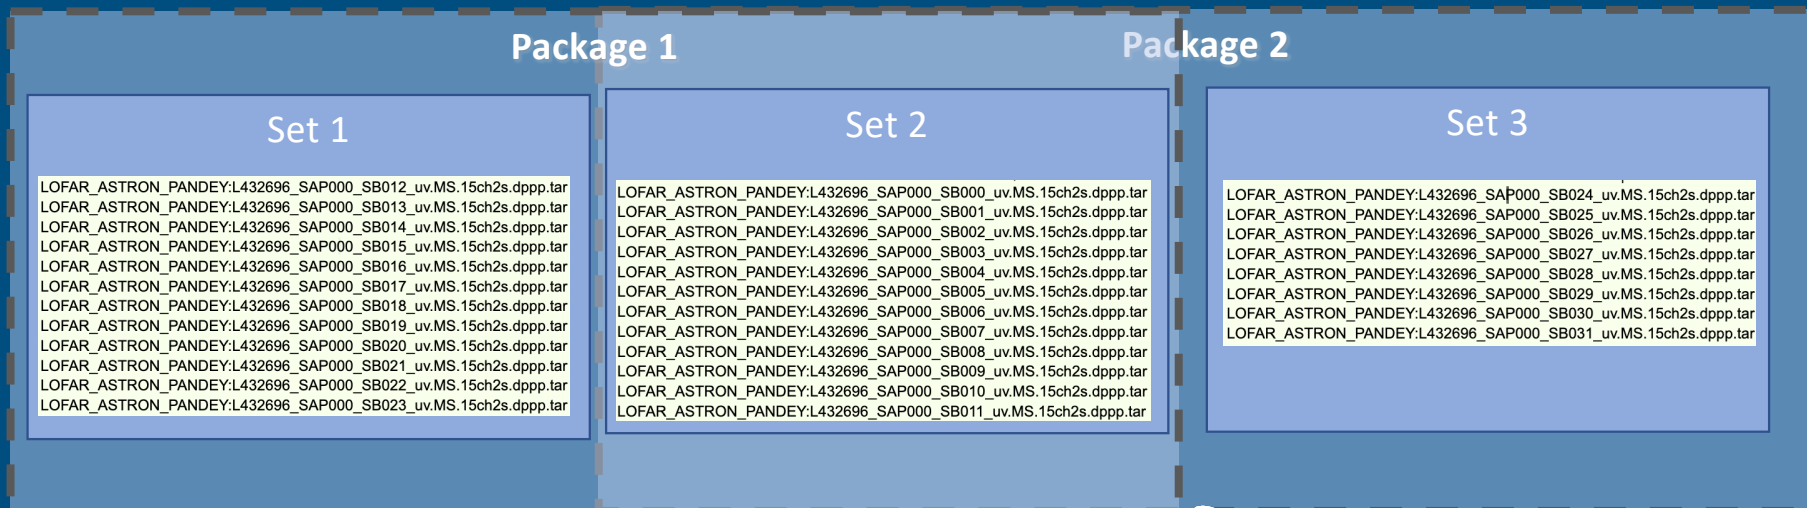 Package 1
Package 2
Set 1
LOFAR_ASTRON_PANDEY:L432696_SAP000_SB012_uv.MS.15ch2s.dppp.tar
LOFAR_ASTRON_PANDEY:L432696_SAP000_SB013_uv.MS.15ch2s.dppp.tar
LOFAR_ASTRON_PANDEY:L432696_SAP000_SB014_uv.MS.15ch2s.dppp.tar
LOFAR_ASTRON_PANDEY:L432696_SAP000_SB015_uv.MS.15ch2s.dppp.tar
LOFAR_ASTRON_PANDEY:L432696_SAP000_SB016_uv.MS.15ch2s.dppp.tar
LOFAR_ASTRON_PANDEY:L432696_SAP000_SB017_uv.MS.15ch2s.dppp.tar
LOFAR_ASTRON_PANDEY:L432696_SAP000_SB018_uv.MS.15ch2s.dppp.tar
LOFAR_ASTRON_PANDEY:L432696_SAP000_SB019_uv.MS.15ch2s.dppp.tar
LOFAR_ASTRON_PANDEY:L432696_SAP000_SB020_uv.MS.15ch2s.dppp.tar
LOFAR_ASTRON_PANDEY:L432696_SAP000_SB021_uv.MS.15ch2s.dppp.tar
LOFAR_ASTRON_PANDEY:L432696_SAP000_SB022_uv.MS.15ch2s.dppp.tar
LOFAR_ASTRON_PANDEY:L432696_SAP000_SB023_uv.MS.15ch2s.dppp.tar
Set 2
LOFAR_ASTRON_PANDEY:L432696_SAP000_SB000_uv.MS.15ch2s.dppp.tar
LOFAR_ASTRON_PANDEY:L432696_SAP000_SB001_uv.MS.15ch2s.dppp.tar
LOFAR_ASTRON_PANDEY:L432696_SAP000_SB002_uv.MS.15ch2s.dppp.tar
LOFAR_ASTRON_PANDEY:L432696_SAP000_SB003_uv.MS.15ch2s.dppp.tar
LOFAR_ASTRON_PANDEY:L432696_SAP000_SB004_uv.MS.15ch2s.dppp.tar
LOFAR_ASTRON_PANDEY:L432696_SAP000_SB005_uv.MS.15ch2s.dppp.tar
LOFAR_ASTRON_PANDEY:L432696_SAP000_SB006_uv.MS.15ch2s.dppp.tar
LOFAR_ASTRON_PANDEY:L432696_SAP000_SB007_uv.MS.15ch2s.dppp.tar
LOFAR_ASTRON_PANDEY:L432696_SAP000_SB008_uv.MS.15ch2s.dppp.tar
LOFAR_ASTRON_PANDEY:L432696_SAP000_SB009_uv.MS.15ch2s.dppp.tar
LOFAR_ASTRON_PANDEY:L432696_SAP000_SB010_uv.MS.15ch2s.dppp.tar
LOFAR_ASTRON_PANDEY:L432696_SAP000_SB011_uv.MS.15ch2s.dppp.tar
Set 3
LOFAR_ASTRON_PANDEY:L432696_SAP000_SB024_uv.MS.15ch2s.dppp.tar
LOFAR_ASTRON_PANDEY:L432696_SAP000_SB025_uv.MS.15ch2s.dppp.tar
LOFAR_ASTRON_PANDEY:L432696_SAP000_SB026_uv.MS.15ch2s.dppp.tar
LOFAR_ASTRON_PANDEY:L432696_SAP000_SB027_uv.MS.15ch2s.dppp.tar
LOFAR_ASTRON_PANDEY:L432696_SAP000_SB028_uv.MS.15ch2s.dppp.tar
LOFAR_ASTRON_PANDEY:L432696_SAP000_SB029_uv.MS.15ch2s.dppp.tar
LOFAR_ASTRON_PANDEY:L432696_SAP000_SB030_uv.MS.15ch2s.dppp.tar
LOFAR_ASTRON_PANDEY:L432696_SAP000_SB031_uv.MS.15ch2s.dppp.tar